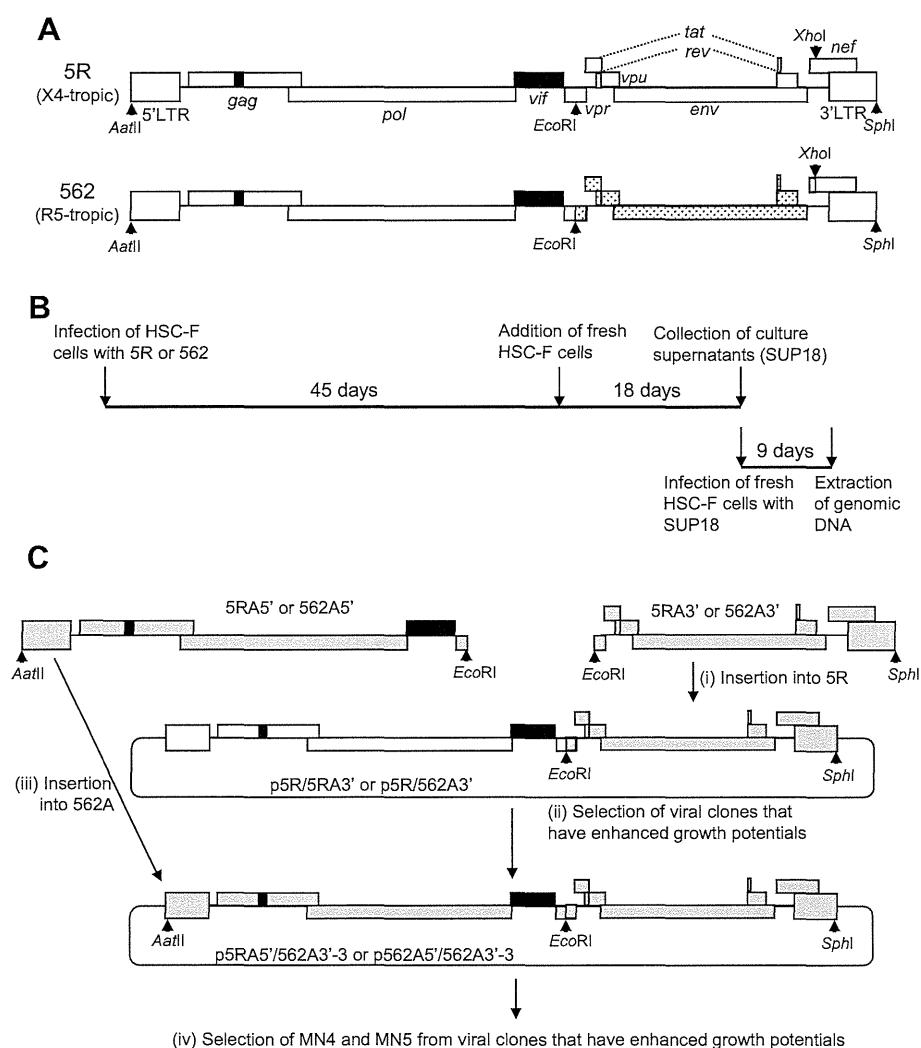 A
5R
(X4-tropic)
tat
rev
XhoI
nef
vpu
AatII
5'LTR
gag
pol
vif
EcoRI
vpr
env
3'LTR
SphI
562
(R5-tropic)
XhoI
AatII
EcoRI
SphI
B
Infection of HSC-F
cells with 5R or 562
Addition of fresh
HSC-F cells
Collection of culture
supernatants (SUP18)
45 days
18 days
9 days
Infection of fresh
HSC-F cells with
SUP18
Extraction
of genomic
DNA
C
5RA5' or 562A5'
5RA3' or 562A3'
AatII
EcoRI
EcoRI
SphI
(i) Insertion into 5R
(iii) Insertion
into 562A
EcoRI
SphI
p5R/5RA3' or p5R/562A3'
(ii) Selection of viral clones that
have enhanced growth potentials
AatII
EcoRI
SphI
p5RA5'/562A3'-3 or p562A5'/562A3'-3
(iv) Selection of MN4 and MN5 from viral clones that have enhanced growth potentials